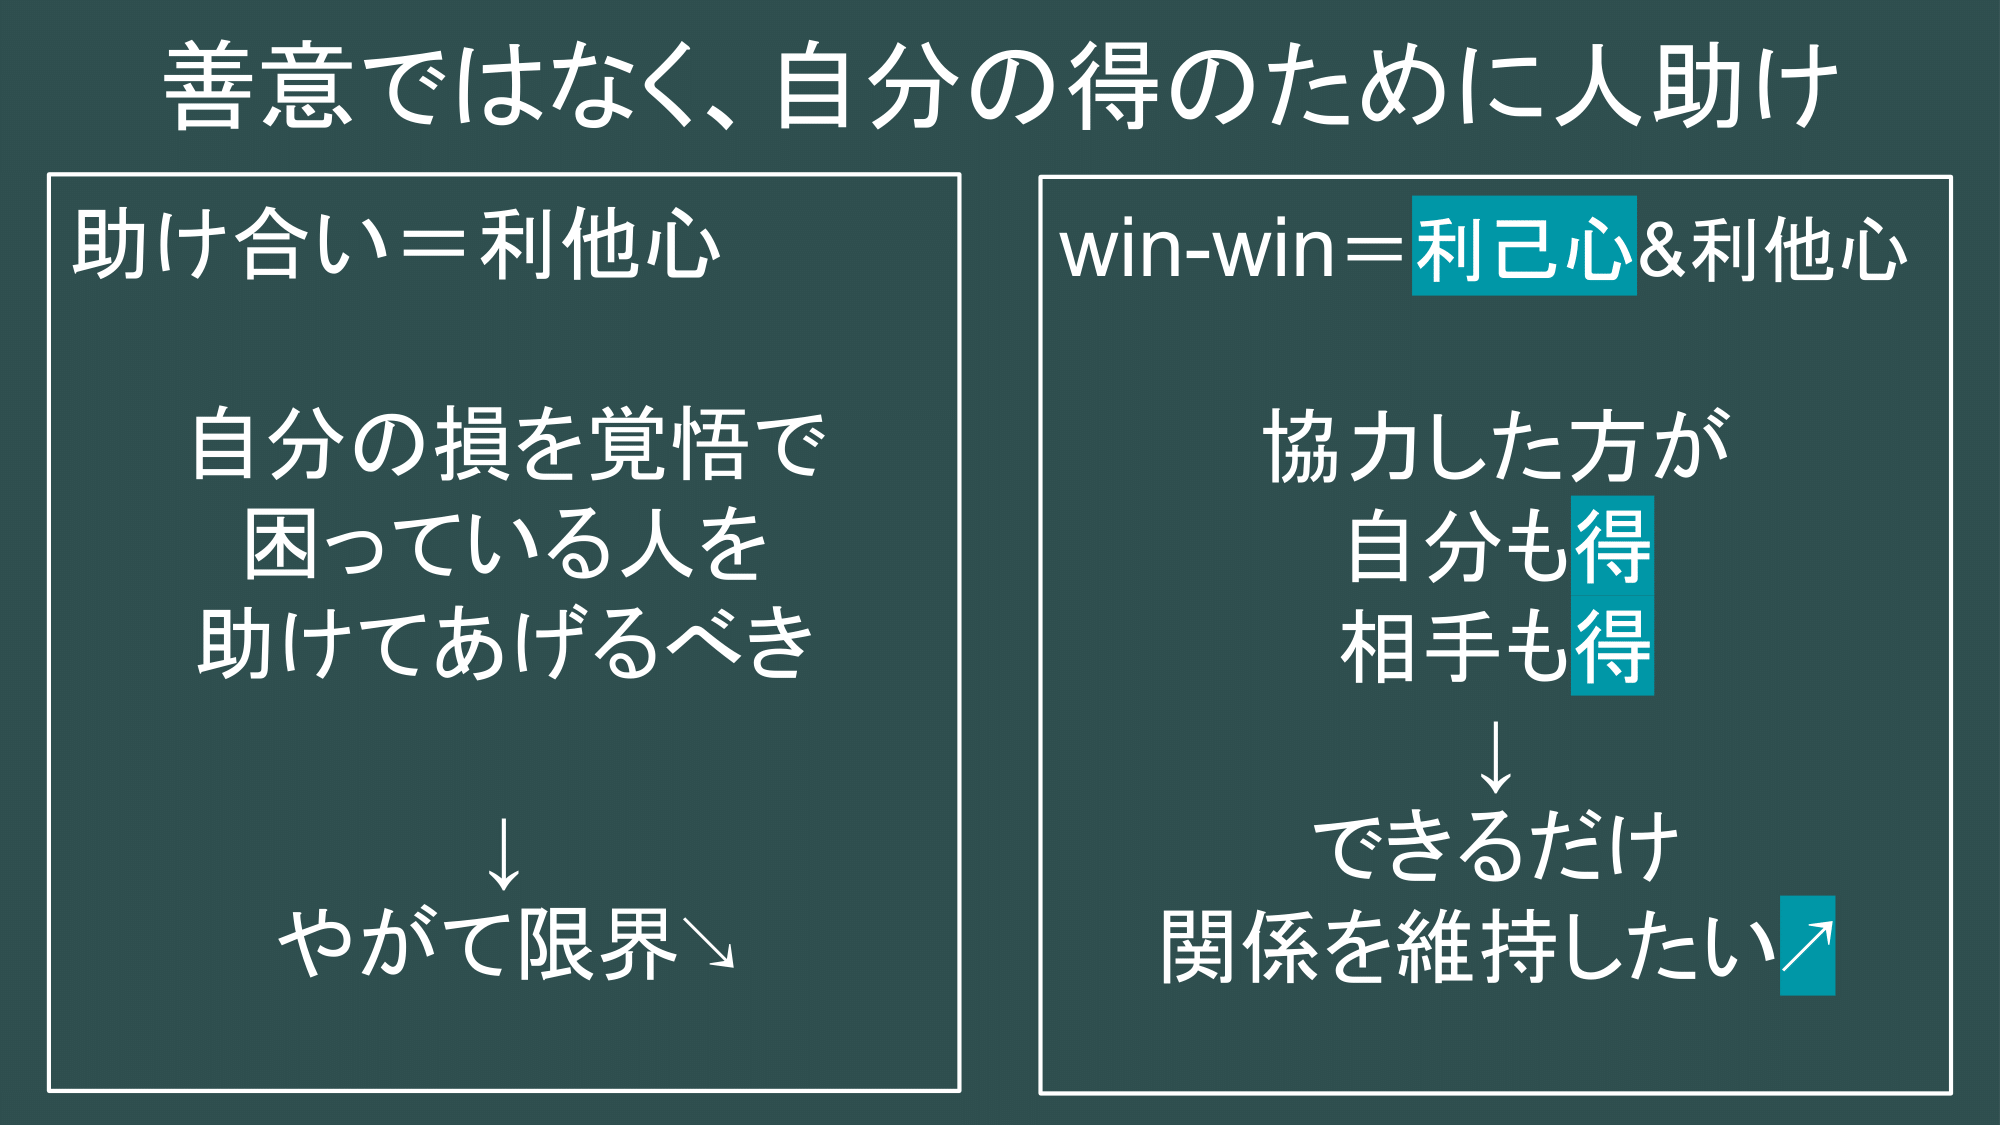 善意ではなく、自分の得のために人助け
助け合い＝利他心
自分の損を覚悟で
困っている人を
助けてあげるべき
↓
やがて限界↘
win-win＝利己心&利他心
協力した方が
自分も得
相手も得
↓
できるだけ
関係を維持したい↗